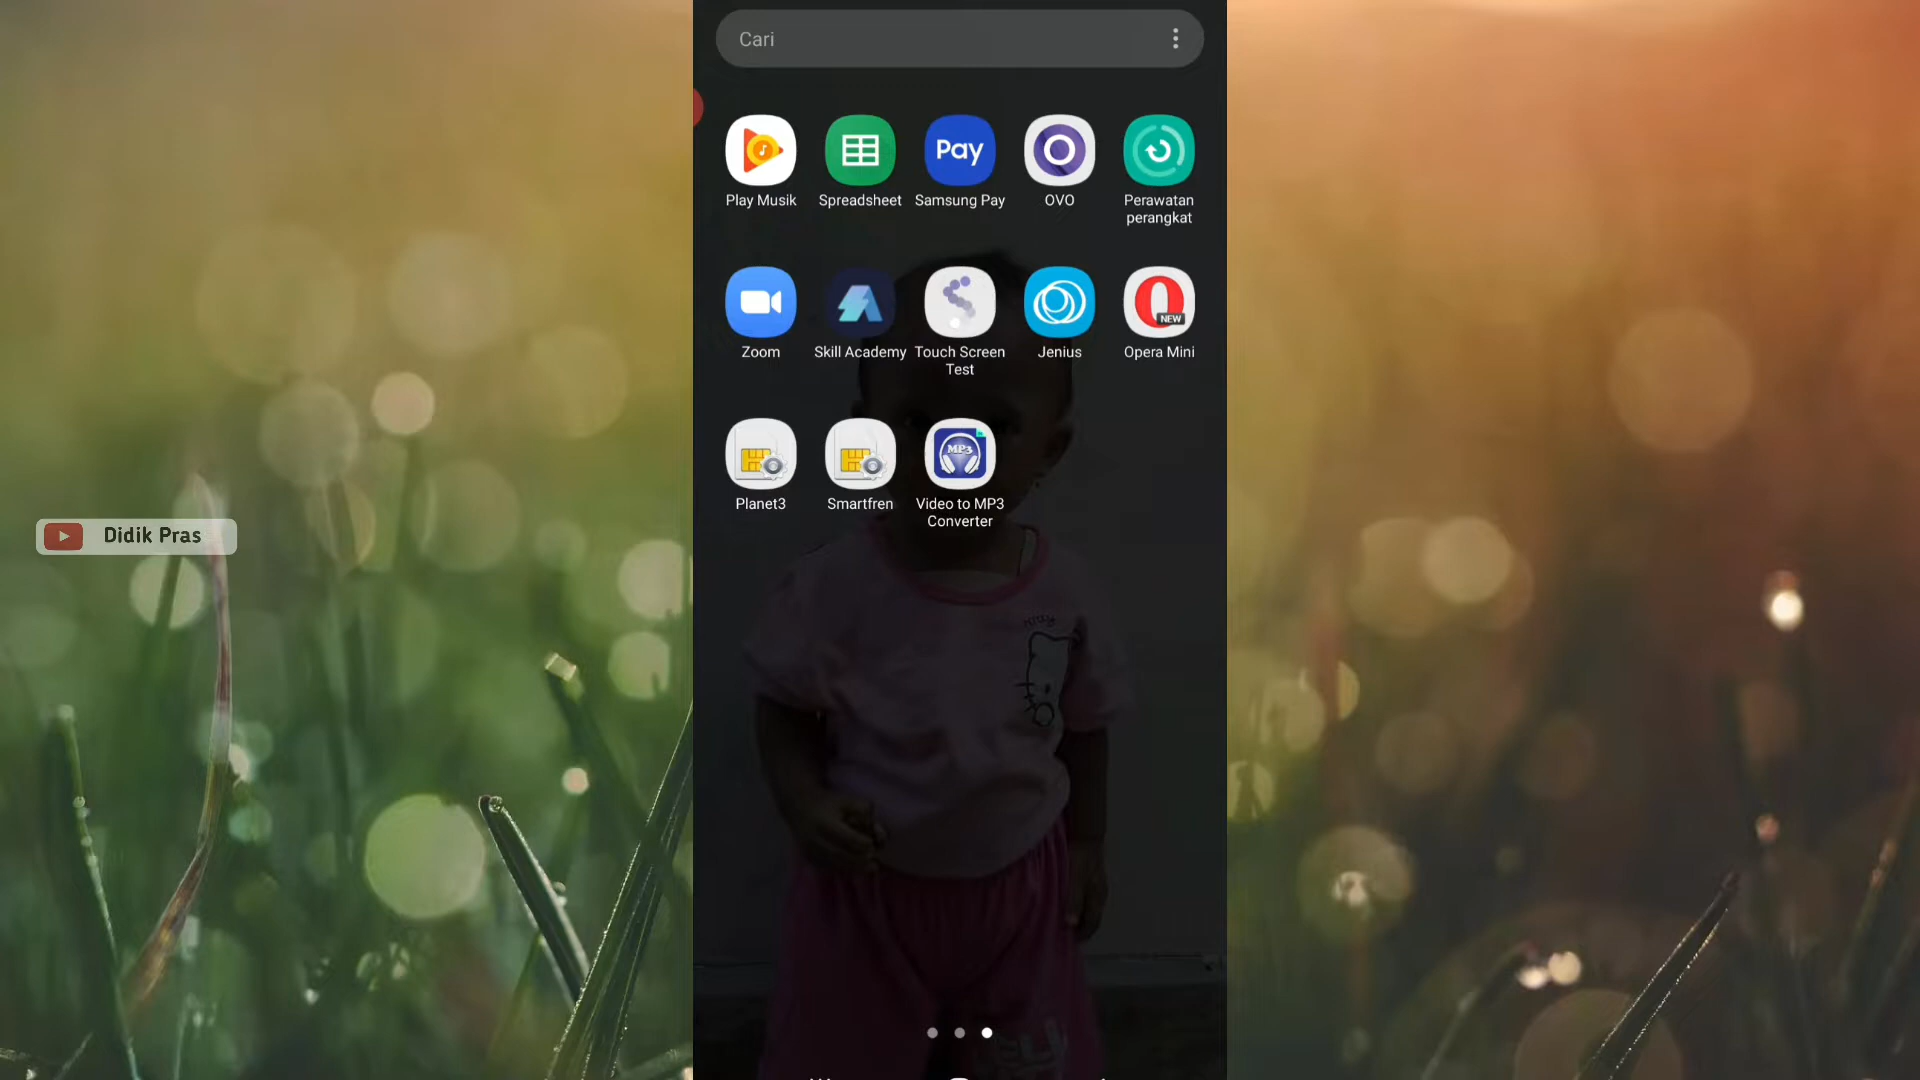 Cari
Play Musik
Spreadsheet
Pay
Samsung Pay
OVO
Perawatan
perangkat
Zoom
Skill Academy
Touch Screen
Test
Jenius
NEW
Opera Mini
Planet3
Smartfren
MP3
Video to MP3
Converter
Didik Pras